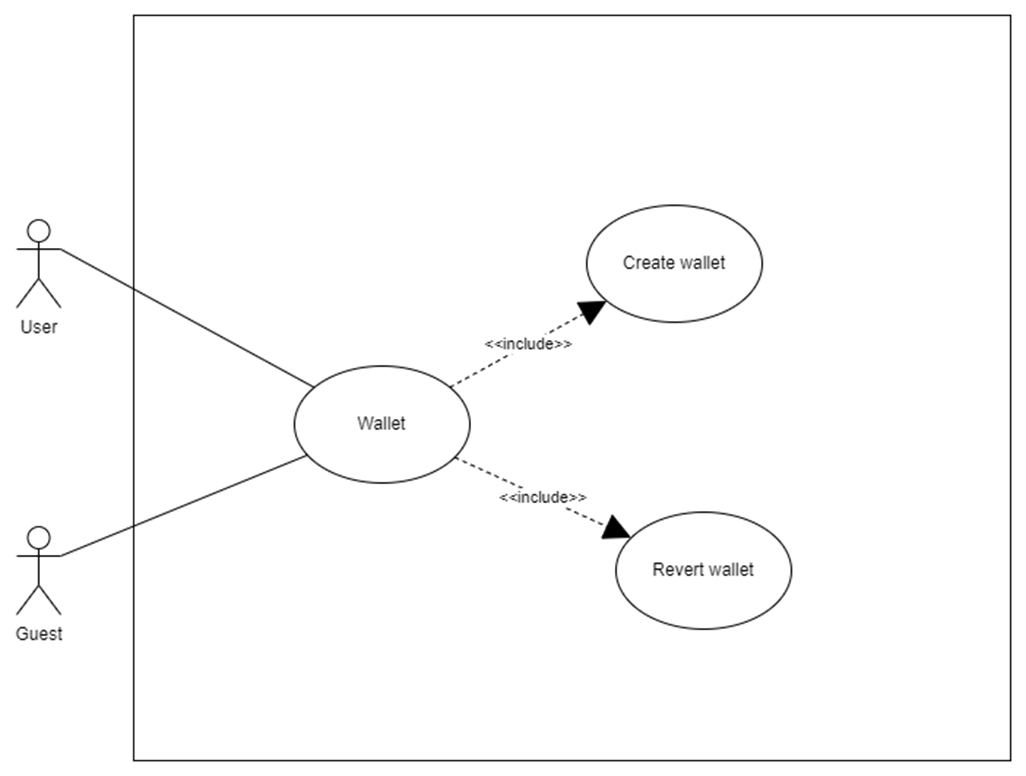 Create wallet
User
<<include>>
Wallet
<<include>>
Revert wallet
Guest